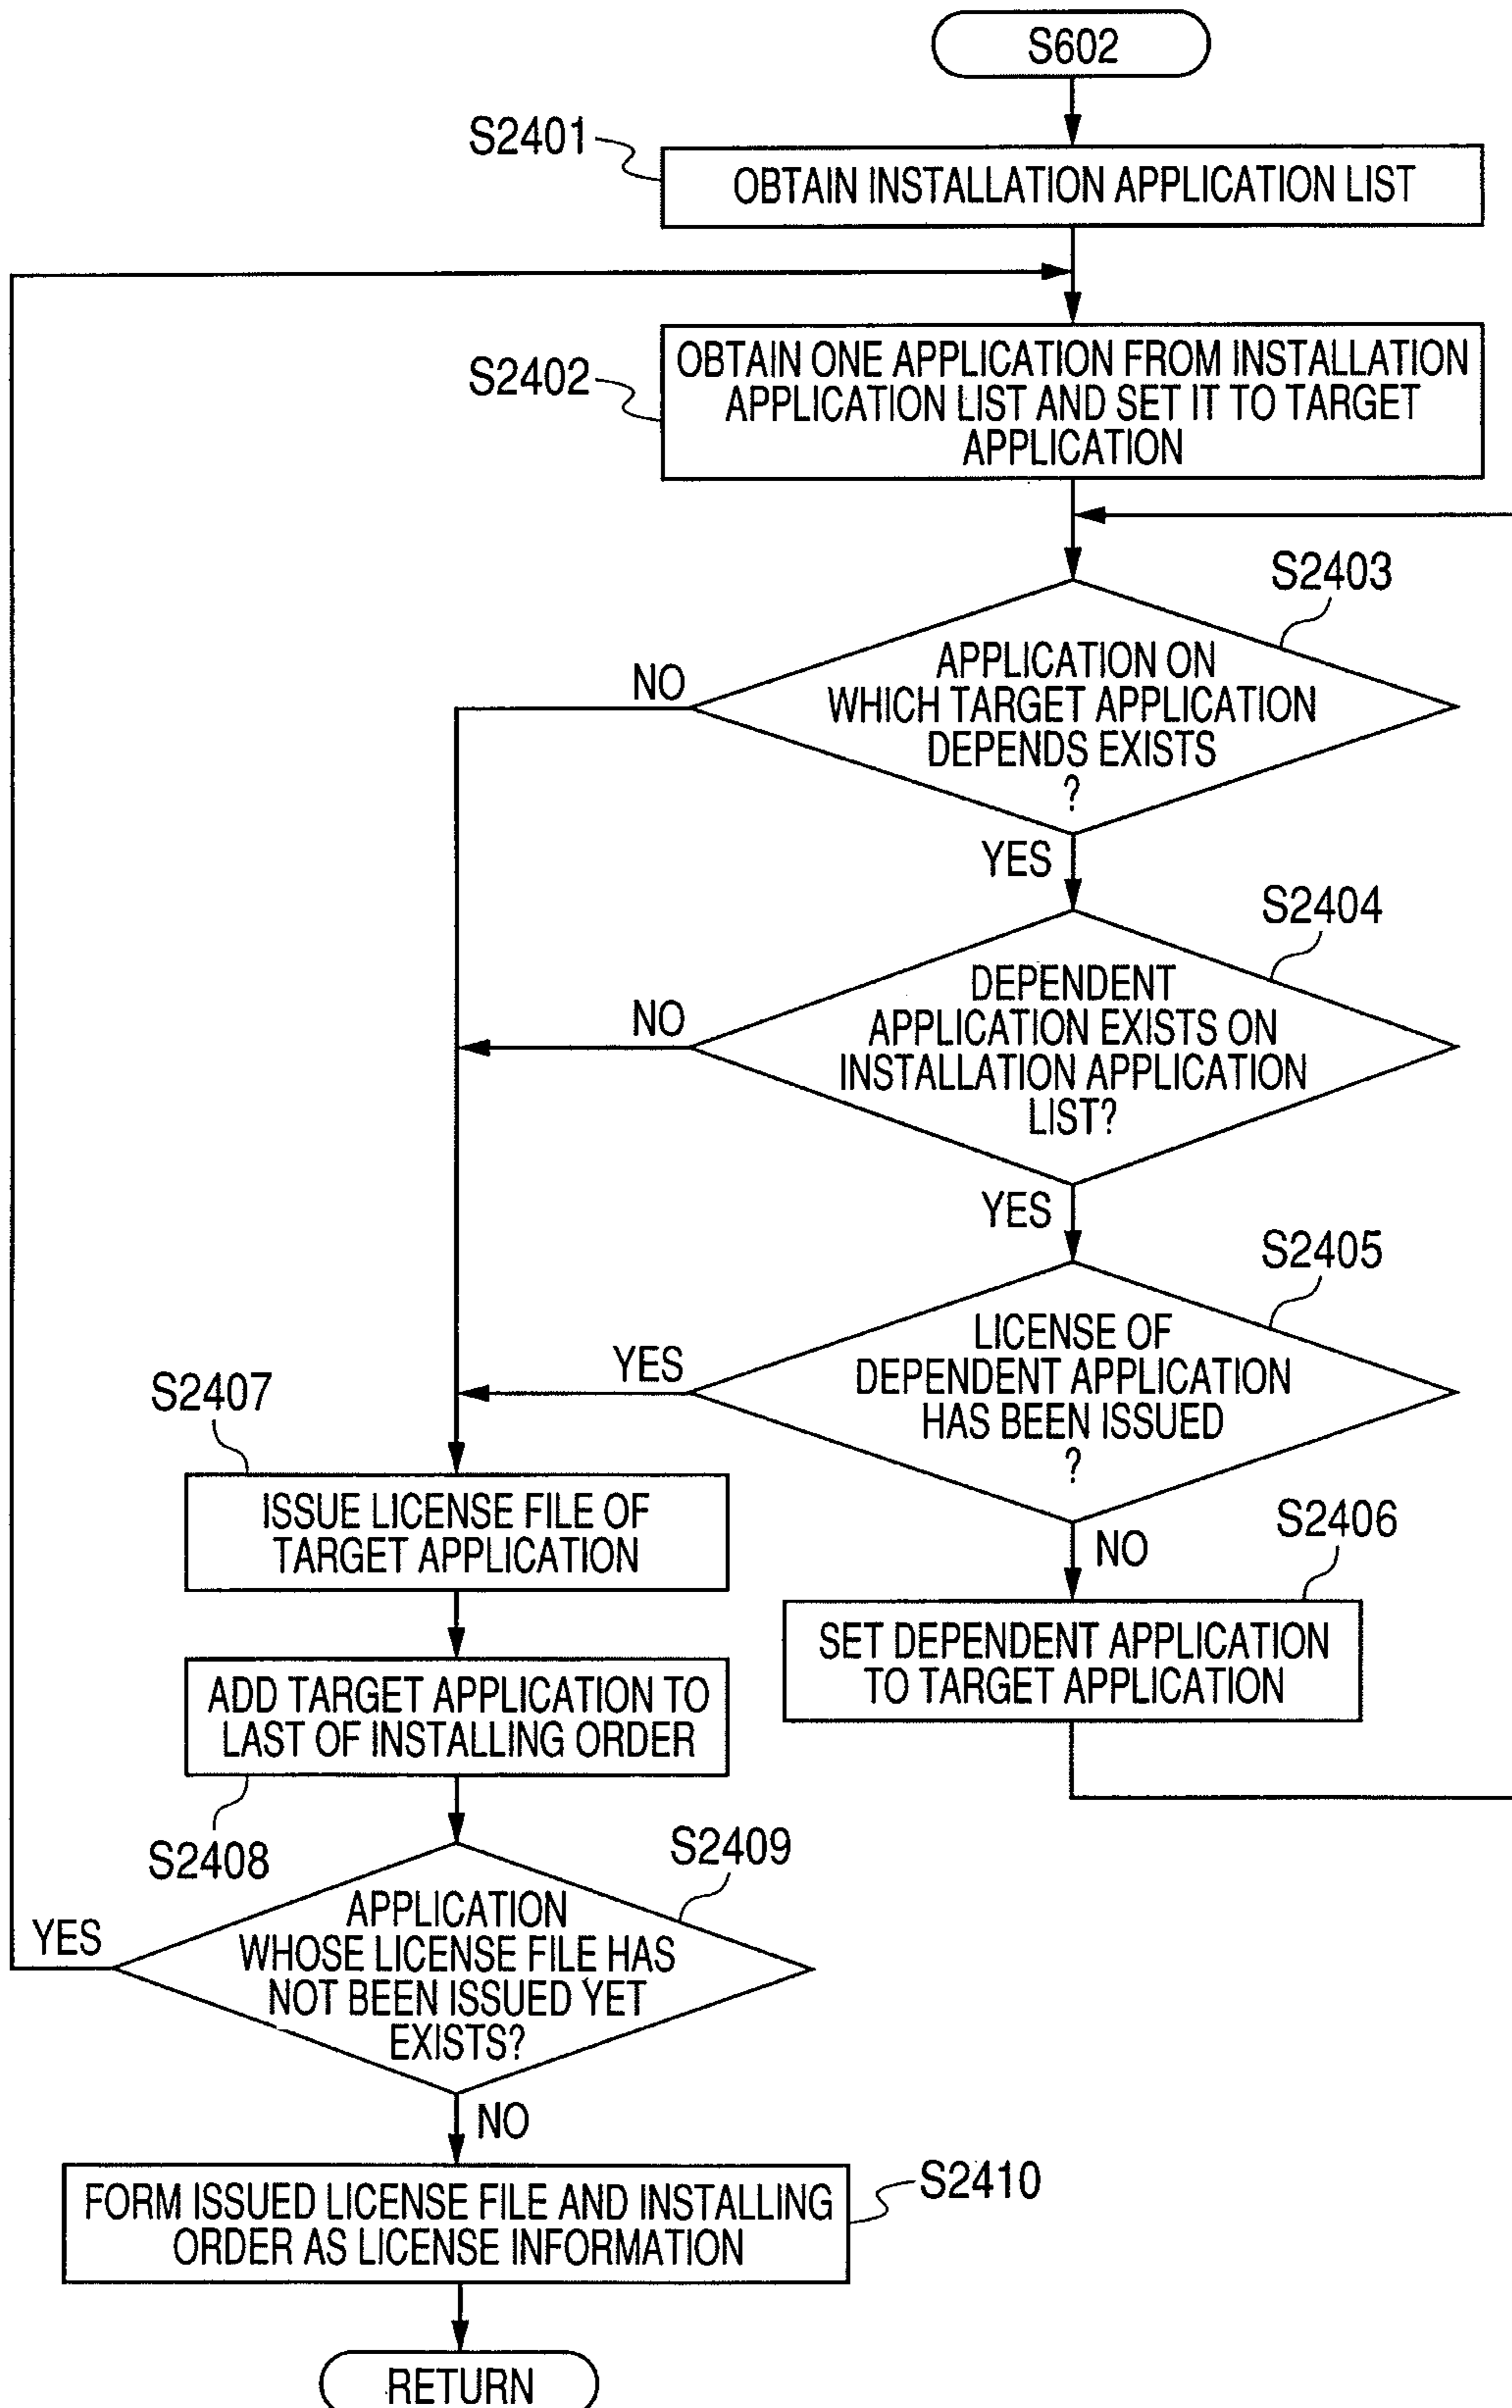 S602
S2401
OBTAIN INSTALLATION APPLICATION LIST
S2402
OBTAIN ONE APPLICATION FROM INSTALLATION
APPLICATION LIST AND SET IT TO TARGET
APPLICATION
S2403
APPLICATION ON
WHICH TARGET APPLICATION
DEPENDS EXISTS
?
NO
YES
S2404
DEPENDENT
APPLICATION EXISTS ON
INSTALLATION APPLICATION
LIST?
NO
YES
S2405
LICENSE OF
DEPENDENT APPLICATION
HAS BEEN ISSUED
?
YES
NO
S2406
SET DEPENDENT APPLICATION
TO TARGET APPLICATION
S2407
ISSUE LICENSE FILE OF
TARGET APPLICATION
ADD TARGET APPLICATION TO
LAST OF INSTALLING ORDER
S2408
S2409
APPLICATION
WHOSE LICENSE FILE HAS
NOT BEEN ISSUED YET
EXISTS?
YES
NO
S2410
FORM ISSUED LICENSE FILE AND INSTALLING
ORDER AS LICENSE INFORMATION
RETURN